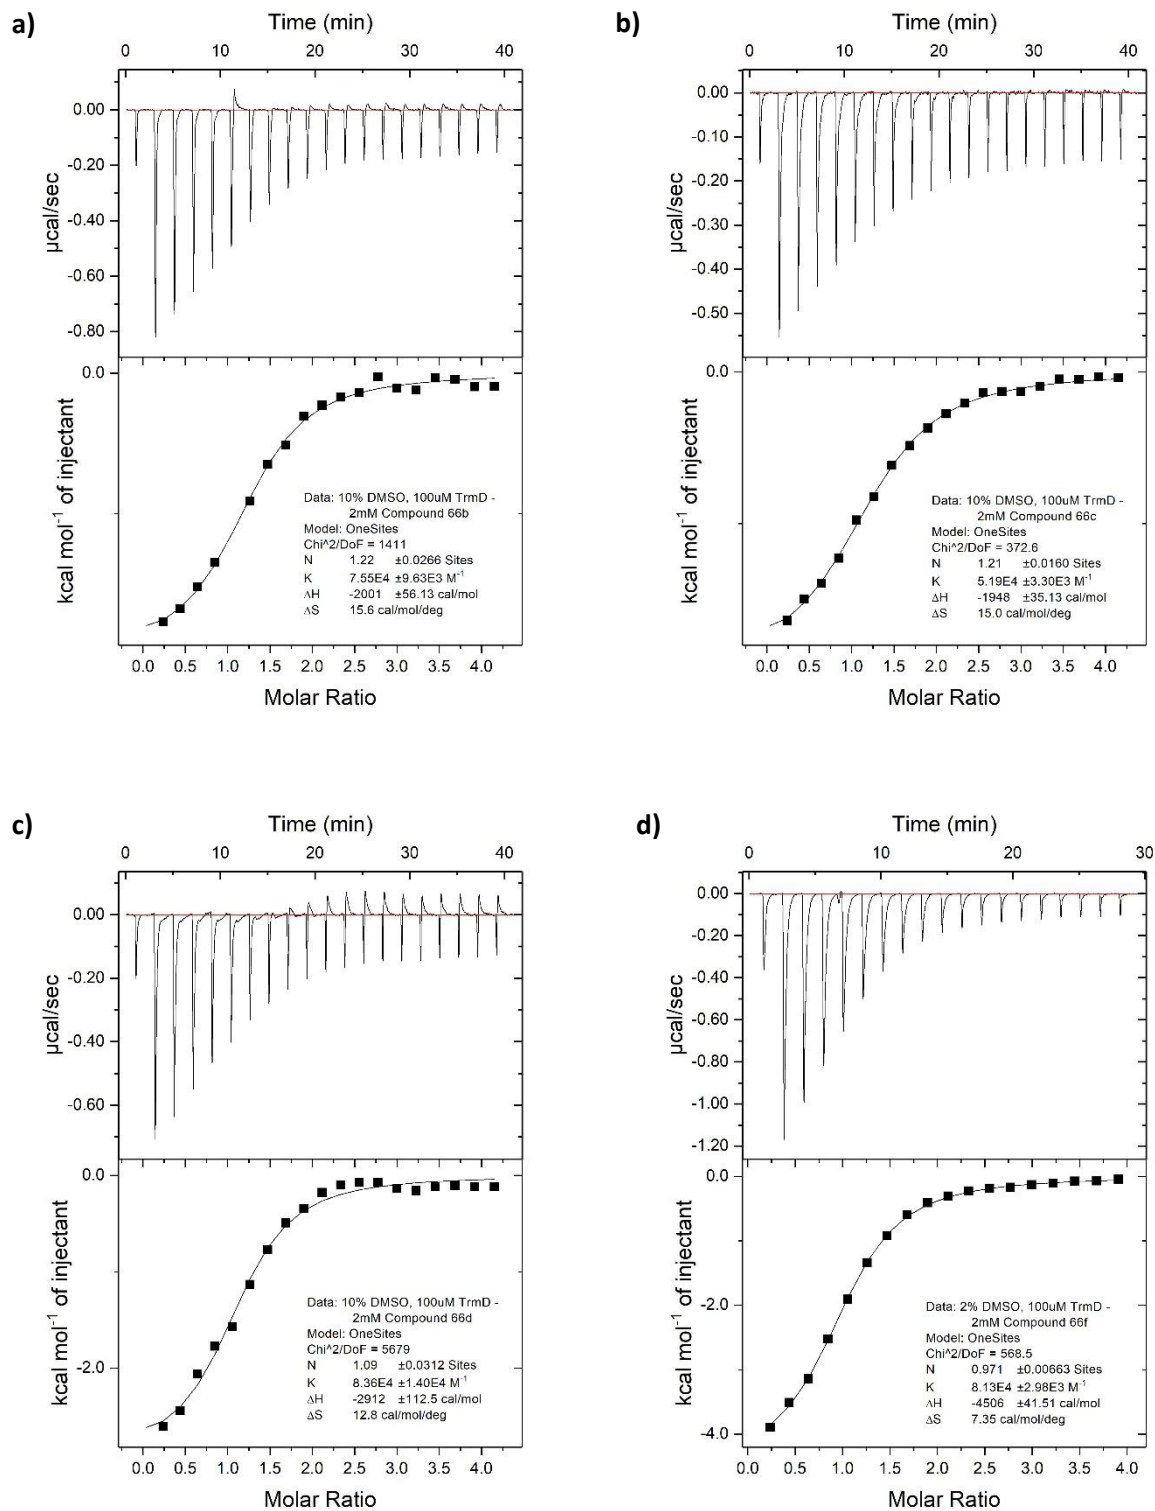 a)
Time (min)
0 10 20 30 40
0.00
-0.20
-0.40
-0.60
-0.80
µcal/sec
0.0
kcal mol⁻¹ of injectant
Data: 10% DMSO, 100uM TrmD -
2mM Compound 66b
Model: OneSites
Chi^2/DoF = 1411
N 1.22 ±0.0266 Sites
K 7.55E4 ±9.63E3 M⁻¹
ΔH -2001 ±56.13 cal/mol
ΔS 15.6 cal/mol/deg
0.0 0.5 1.0 1.5 2.0 2.5 3.0 3.5 4.0
Molar Ratio
b)
Time (min)
0 10 20 30 40
0.00
-0.10
-0.20
-0.30
-0.40
-0.50
µcal/sec
0.0
kcal mol⁻¹ of injectant
Data: 10% DMSO, 100uM TrmD -
2mM Compound 66c
Model: OneSites
Chi^2/DoF = 372.6
N 1.21 ±0.0160 Sites
K 5.19E4 ±3.30E3 M⁻¹
ΔH -1948 ±35.13 cal/mol
ΔS 15.0 cal/mol/deg
0.0 0.5 1.0 1.5 2.0 2.5 3.0 3.5 4.0
Molar Ratio
c)
Time (min)
0 10 20 30 40
0.00
-0.20
-0.40
-0.60
µcal/sec
0.0
-2.0
kcal mol⁻¹ of injectant
Data: 10% DMSO, 100uM TrmD -
2mM Compound 66d
Model: OneSites
Chi^2/DoF = 5679
N 1.09 ±0.0312 Sites
K 8.36E4 ±1.40E4 M⁻¹
ΔH -2912 ±112.5 cal/mol
ΔS 12.8 cal/mol/deg
0.0 0.5 1.0 1.5 2.0 2.5 3.0 3.5 4.0
Molar Ratio
d)
Time (min)
0 10 20 30
0.00
-0.20
-0.40
-0.60
-0.80
-1.00
-1.20
µcal/sec
0.0
-2.0
-4.0
kcal mol⁻¹ of injectant
Data: 2% DMSO, 100uM TrmD -
2mM Compound 66f
Model: OneSites
Chi^2/DoF = 568.5
N 0.971 ±0.00663 Sites
K 8.13E4 ±2.98E3 M⁻¹
ΔH -4506 ±41.51 cal/mol
ΔS 7.35 cal/mol/deg
0.0 0.5 1.0 1.5 2.0 2.5 3.0 3.5 4.0
Molar Ratio